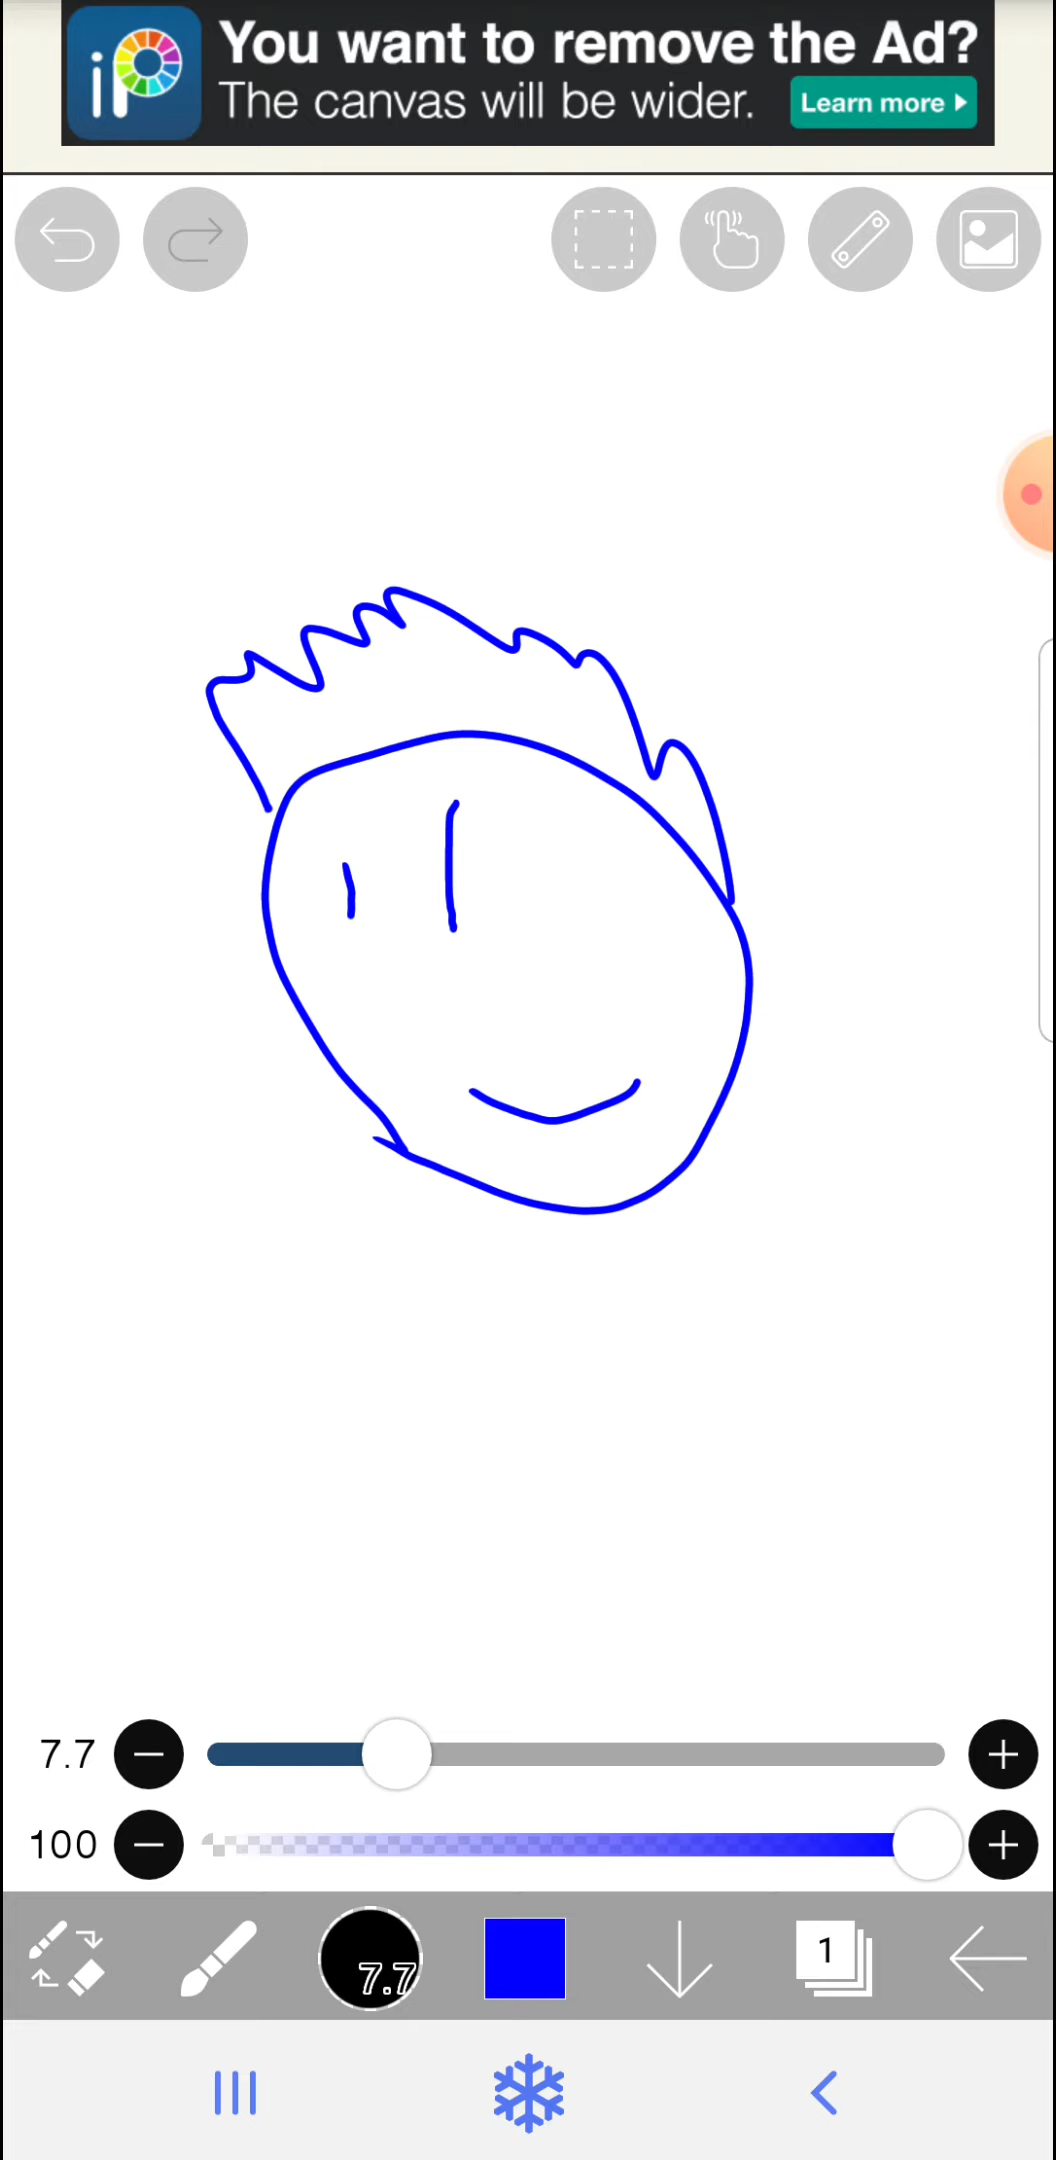 iP
You want to remove the Ad?
The canvas will be wider.
Learn more
7.7
100
7.7
1